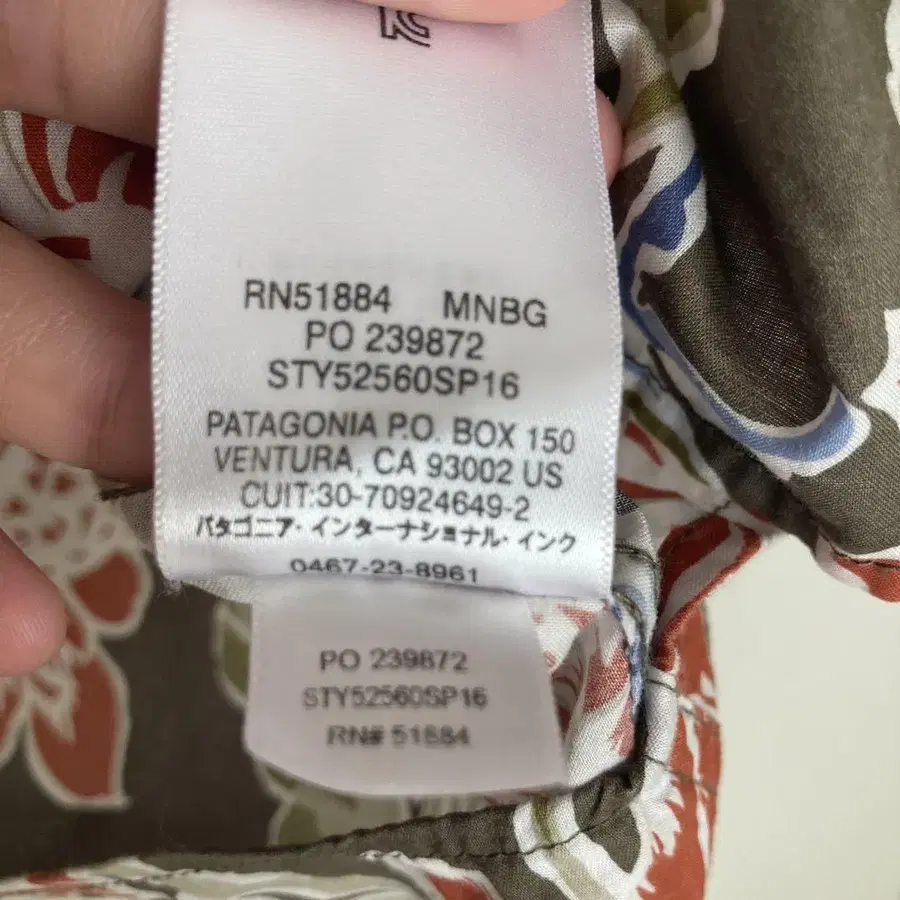 RN51884 MNBG
PO 239872
STY52560SP16
PATAGONIA P.O. BOX 150
VENTURA, CA 93002 US
CUIT:30-70924649-2
パタゴニア・インターナショナル・インク
0467-23-8961
PO 239872
STY52560SP16
RN# 51884